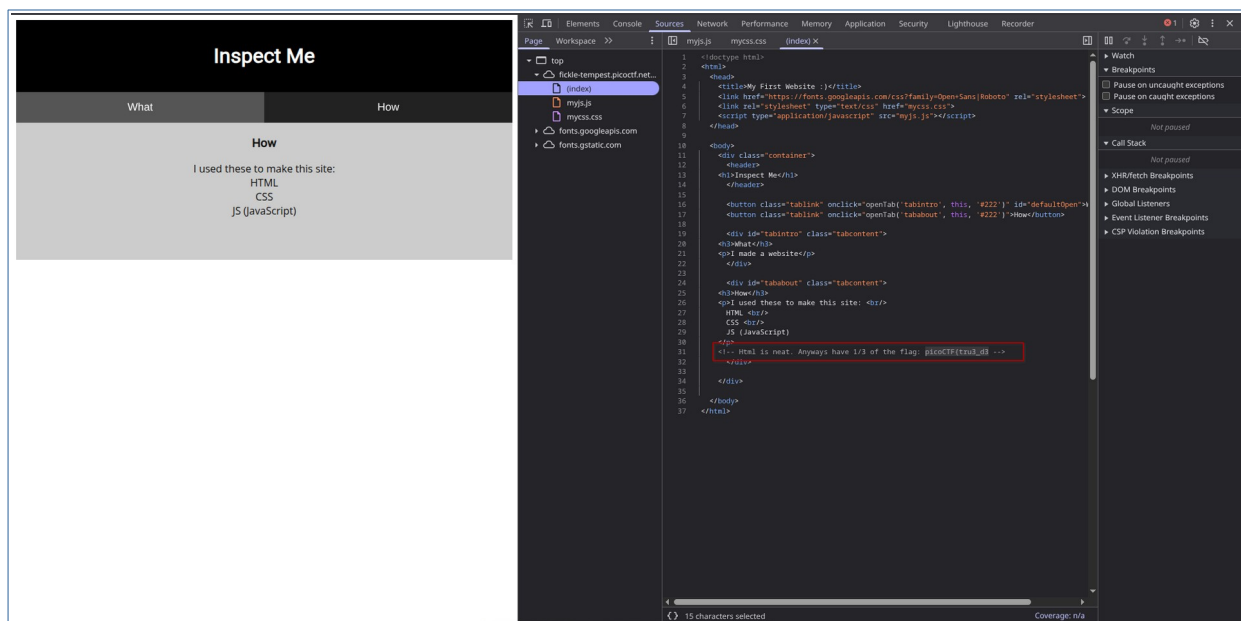 Inspect Me
What
How
How
I used these to make this site:
HTML
CSS
JS (JavaScript)
Elements Console Sources Network Performance Memory Application Security Lighthouse Recorder 1
Page Workspace
myjs.js mycss.css (index)
top
fickle-tempest.picoctf.net...
(index)
myjs.js
mycss.css
fonts.googleapis.com
fonts.gstatic.com
1 <!doctype html>
2 <html>
3 <head>
4 <title>My First Website :)</title>
5 <link href="https://fonts.googleapis.com/css?family=Open+Sans|Roboto" rel="stylesheet">
6 <link rel="stylesheet" type="text/css" href="mycss.css">
7 <script type="application/javascript" src="myjs.js"></script>
8 </head>
9
10 <body>
11 <div class="container">
12 <header>
13 <h1>Inspect Me</h1>
14 </header>
15
16 <button class="tablink" onclick="openTab('tabintro', this, '#222')" id="defaultOpen">
17 <button class="tablink" onclick="openTab('tababout', this, '#222')">How</button>
18
19 <div id="tabintro" class="tabcontent">
20 <h3>What</h3>
21 <p>I made a website</p>
22 </div>
23
24 <div id="tababout" class="tabcontent">
25 <h3>How</h3>
26 <p>I used these to make this site: <br/>
27 HTML <br/>
28 CSS <br/>
29 JS (JavaScript)
30 </p>
31 <!-- Html is neat. Anyways have 1/3 of the flag: picoCTF{tru3_d3 -->
32 </div>
33
34 </div>
35
36 </body>
37 </html>
{ } 15 characters selected
Coverage: n/a
Watch
Breakpoints
Pause on uncaught exceptions
Pause on caught exceptions
Scope
Not paused
Call Stack
Not paused
XHR/fetch Breakpoints
DOM Breakpoints
Global Listeners
Event Listener Breakpoints
CSP Violation Breakpoints